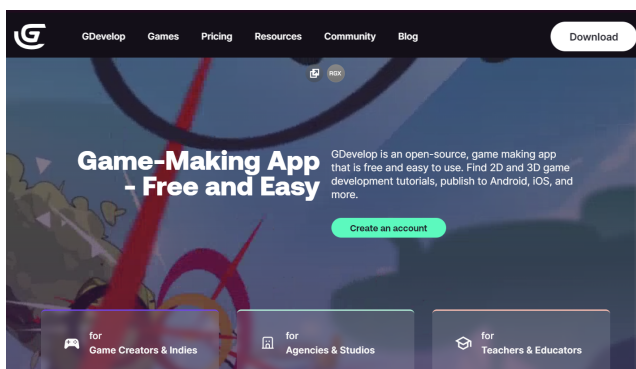 GDevelop Games Pricing Resources Community Blog Download
RGX
Game-Making App
- Free and Easy
GDevelop is an open-source, game making app
that is free and easy to use. Find 2D and 3D game
development tutorials, publish to Android, iOS, and
more.
Create an account
for
Game Creators & Indies
for
Agencies & Studios
for
Teachers & Educators